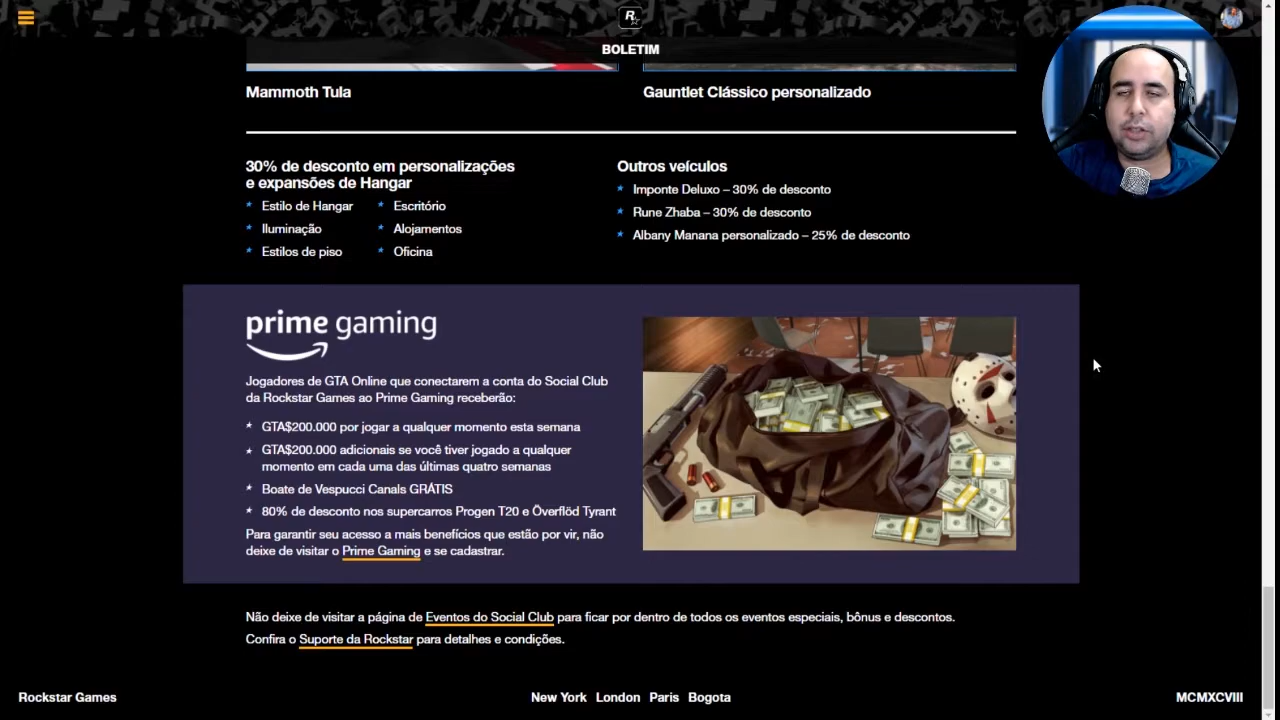 BOLETIM
Mammoth Tula
Gauntlet Clássico personalizado
30% de desconto em personalizações
e expansões de Hangar
* Estilo de Hangar
* Escritório
* Iluminação
* Alojamentos
* Estilos de piso
* Oficina
Outros veículos
* Imponte Deluxo – 30% de desconto
* Rune Zhaba – 30% de desconto
* Albany Manana personalizado – 25% de desconto
prime gaming
Jogadores de GTA Online que conectarem a conta do Social Club
da Rockstar Games ao Prime Gaming receberão:
* GTA$200.000 por jogar a qualquer momento esta semana
* GTA$200.000 adicionais se você tiver jogado a qualquer
momento em cada uma das últimas quatro semanas
* Boate de Vespucci Canals GRÁTIS
* 80% de desconto nos supercarros Progen T20 e Överflöd Tyrant
Para garantir seu acesso a mais benefícios que estão por vir, não
deixe de visitar o Prime Gaming e se cadastrar.
Não deixe de visitar a página de Eventos do Social Club para ficar por dentro de todos os eventos especiais, bônus e descontos.
Confira o Suporte da Rockstar para detalhes e condições.
Rockstar Games
New York London Paris Bogota
MCMXCVIII